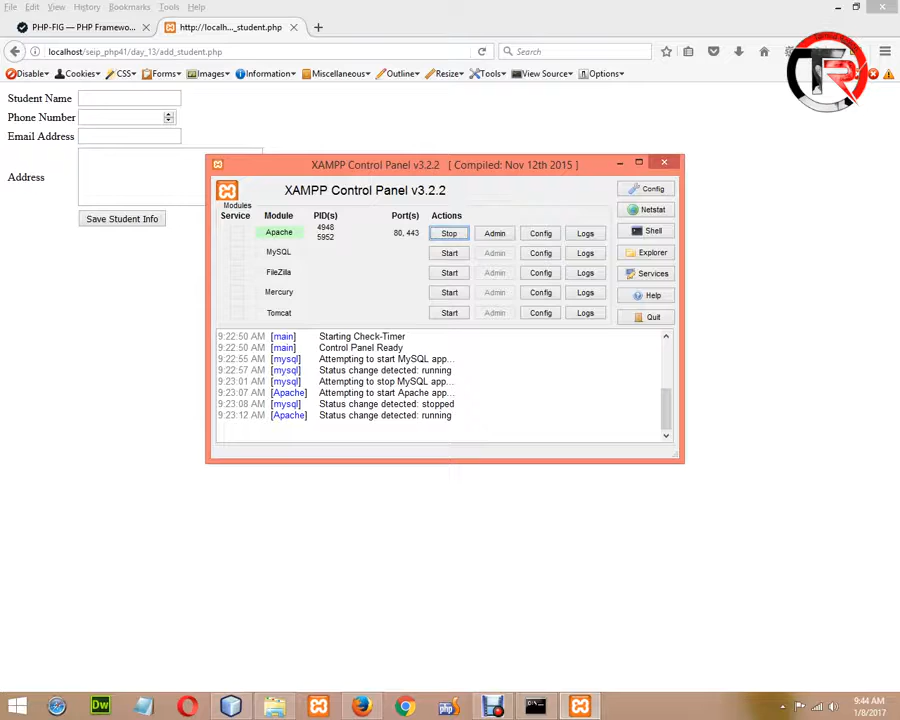 File Edit View History Bookmarks Tools Help
PHP-FIG — PHP Framewo...
http://localh..._student.php
localhost/seip_php41/day_13/add_student.php
Search
Disable Cookies CSS Forms Images Information Miscellaneous Outline Resize Tools View Source Options
TR
Student Name
Phone Number
Email Address
Address
Save Student Info
XAMPP Control Panel v3.2.2 [ Compiled: Nov 12th 2015 ]
XAMPP Control Panel v3.2.2
Config
Modules
Service Module PID(s) Port(s) Actions
Netstat
Apache 4948 5952 80, 443 Stop Admin Config Logs
Shell
MySQL Start Admin Config Logs
Explorer
FileZilla Start Admin Config Logs
Services
Mercury Start Admin Config Logs
Help
Tomcat Start Admin Config Logs
Quit
9:22:50 AM [main] Starting Check-Timer
9:22:50 AM [main] Control Panel Ready
9:22:55 AM [mysql] Attempting to start MySQL app...
9:22:57 AM [mysql] Status change detected: running
9:23:01 AM [mysql] Attempting to stop MySQL app...
9:23:07 AM [Apache] Attempting to start Apache app...
9:23:08 AM [mysql] Status change detected: stopped
9:23:12 AM [Apache] Status change detected: running
Dw
php
9:44 AM
1/8/2017